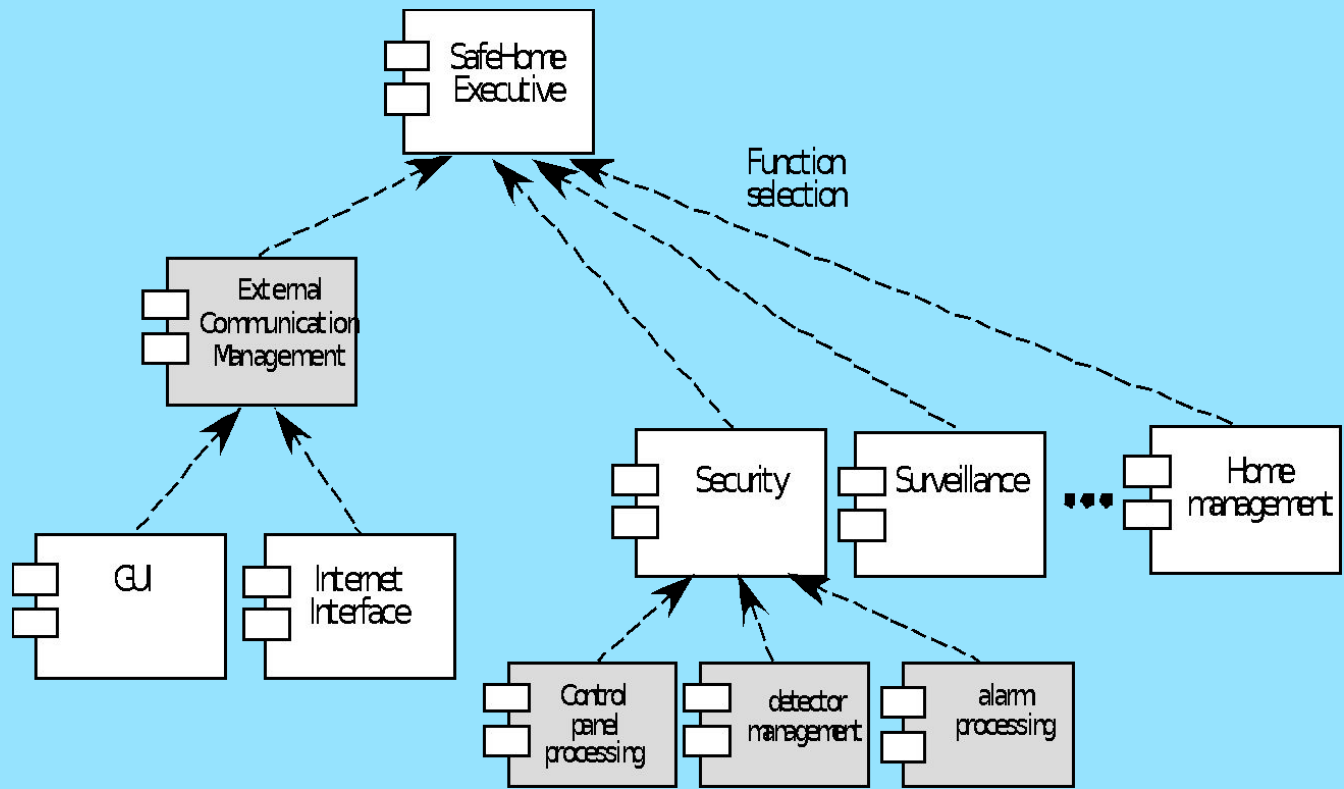 SafeHome
Executive
Function
selection
External
Communication
Management
Security
Surveillance
Home
management
GUI
Internet
Interface
Control
panel
processing
detector
management
alarm
processing